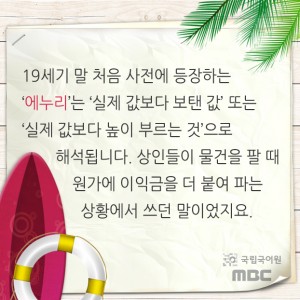 19세기 말 처음 사전에 등장하는
‘에누리’는 ‘실제 값보다 보탠 값’ 또는
‘실제 값보다 높이 부르는 것’으로
해석됩니다. 상인들이 물건을 팔 때
원가에 이익금을 더 붙여 파는
상황에서 쓰던 말이었지요.
국립국어원
MBC